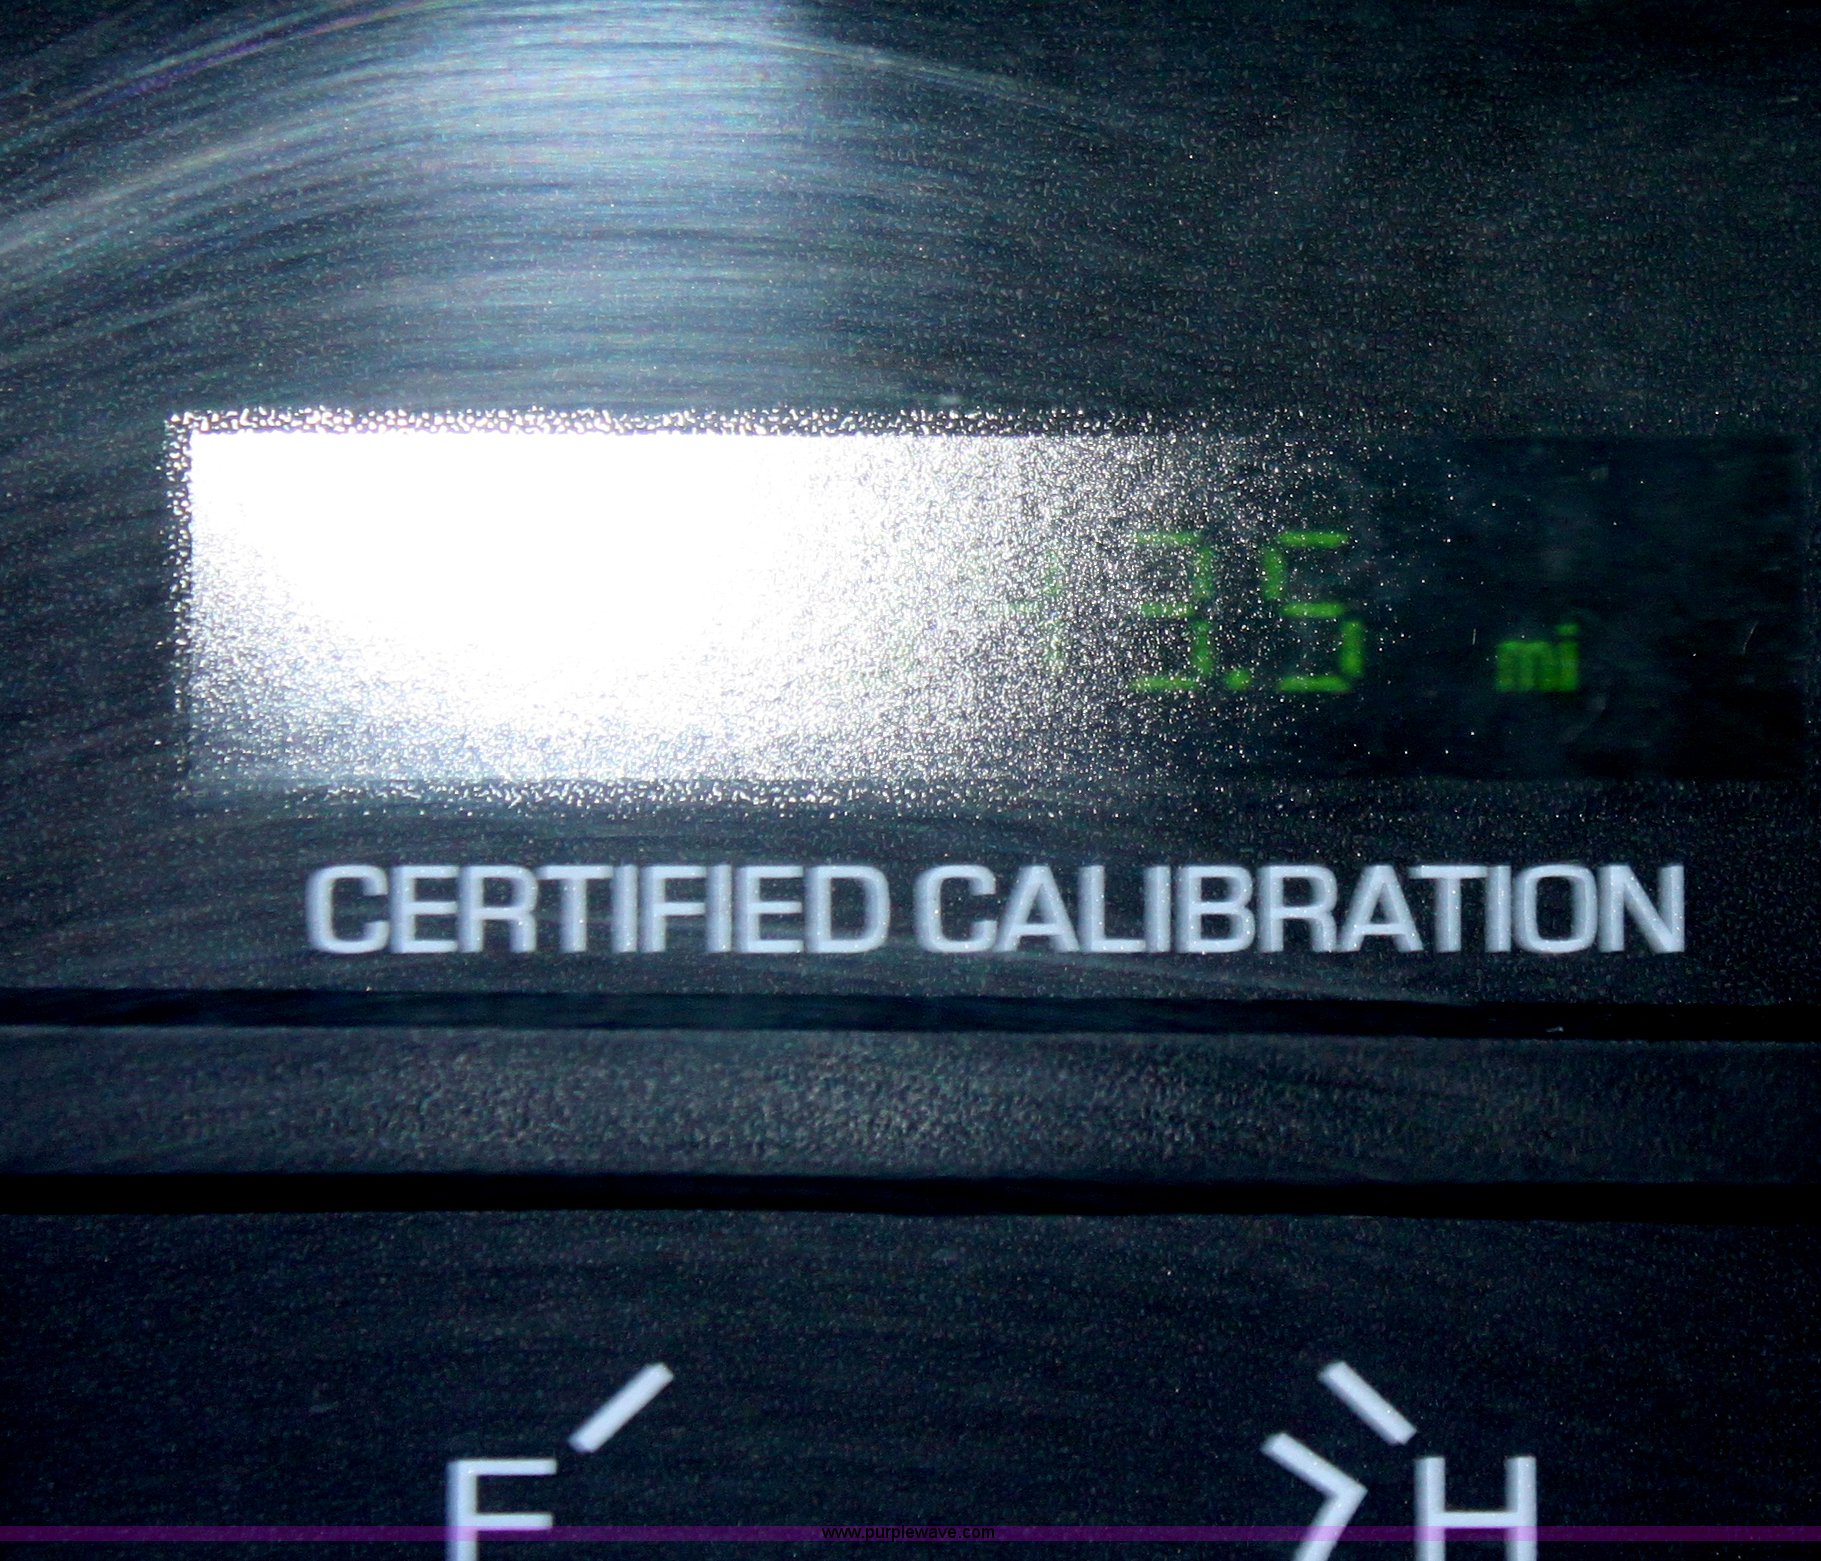 3.5 mi
CERTIFIED CALIBRATION
F
H
www.purplewave.com